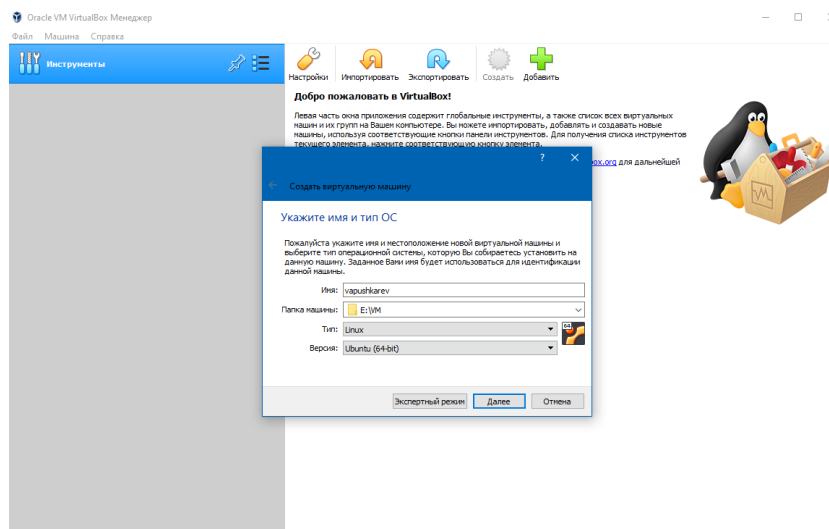 Oracle VM VirtualBox Менеджер
Файл Машина Справка
Инструменты
Настройки Импортировать Экспортировать Создать Добавить
Добро пожаловать в VirtualBox!
Левая часть окна приложения содержит глобальные инструменты, а также список всех виртуальных
машин и их групп на Вашем компьютере. Вы можете импортировать, добавлять и создавать новые
машины, используя соответствующие кнопки панели инструментов. Для получения списка инструментов
текущего элемента, нажмите соответствующую кнопку элемента.
ox.org для дальнейшей
?
Создать виртуальную машину
Укажите имя и тип ОС
Пожалуйста укажите имя и местоположение новой виртуальной машины и
выберите тип операционной системы, которую Вы собираетесь установить на
данную машину. Заданное Вами имя будет использоваться для идентификации
данной машины.
Имя: vapushkarev
Папка машины: E:\VM
Тип: Linux
64
Версия: Ubuntu (64-bit)
Экспертный режим Далее Отмена